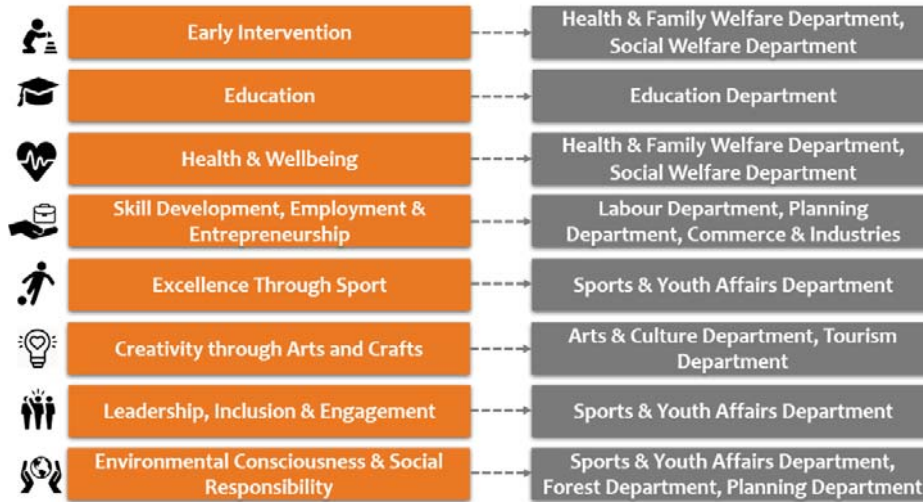 Early Intervention
Health & Family Welfare Department,
Social Welfare Department
Education
Education Department
Health & Wellbeing
Health & Family Welfare Department,
Social Welfare Department
Skill Development, Employment &
Entrepreneurship
Labour Department, Planning
Department, Commerce & Industries
Excellence Through Sport
Sports & Youth Affairs Department
Creativity through Arts and Crafts
Arts & Culture Department, Tourism
Department
Leadership, Inclusion & Engagement
Sports & Youth Affairs Department
Environmental Consciousness & Social
Responsibility
Sports & Youth Affairs Department,
Forest Department, Planning Department